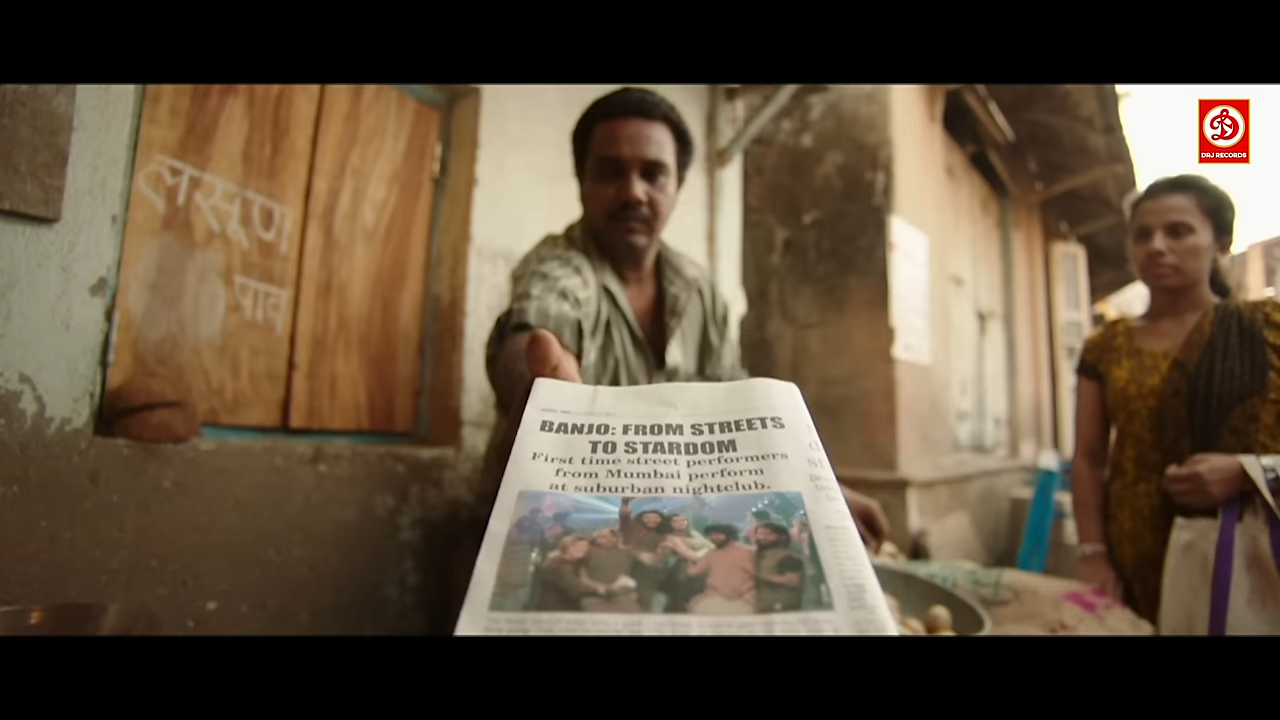 लसूण
पाव
DRJ RECORDS
BANJO: FROM STREETS
TO STARDOM
First time street performers
from Mumbai perform
at suburban nightclub.